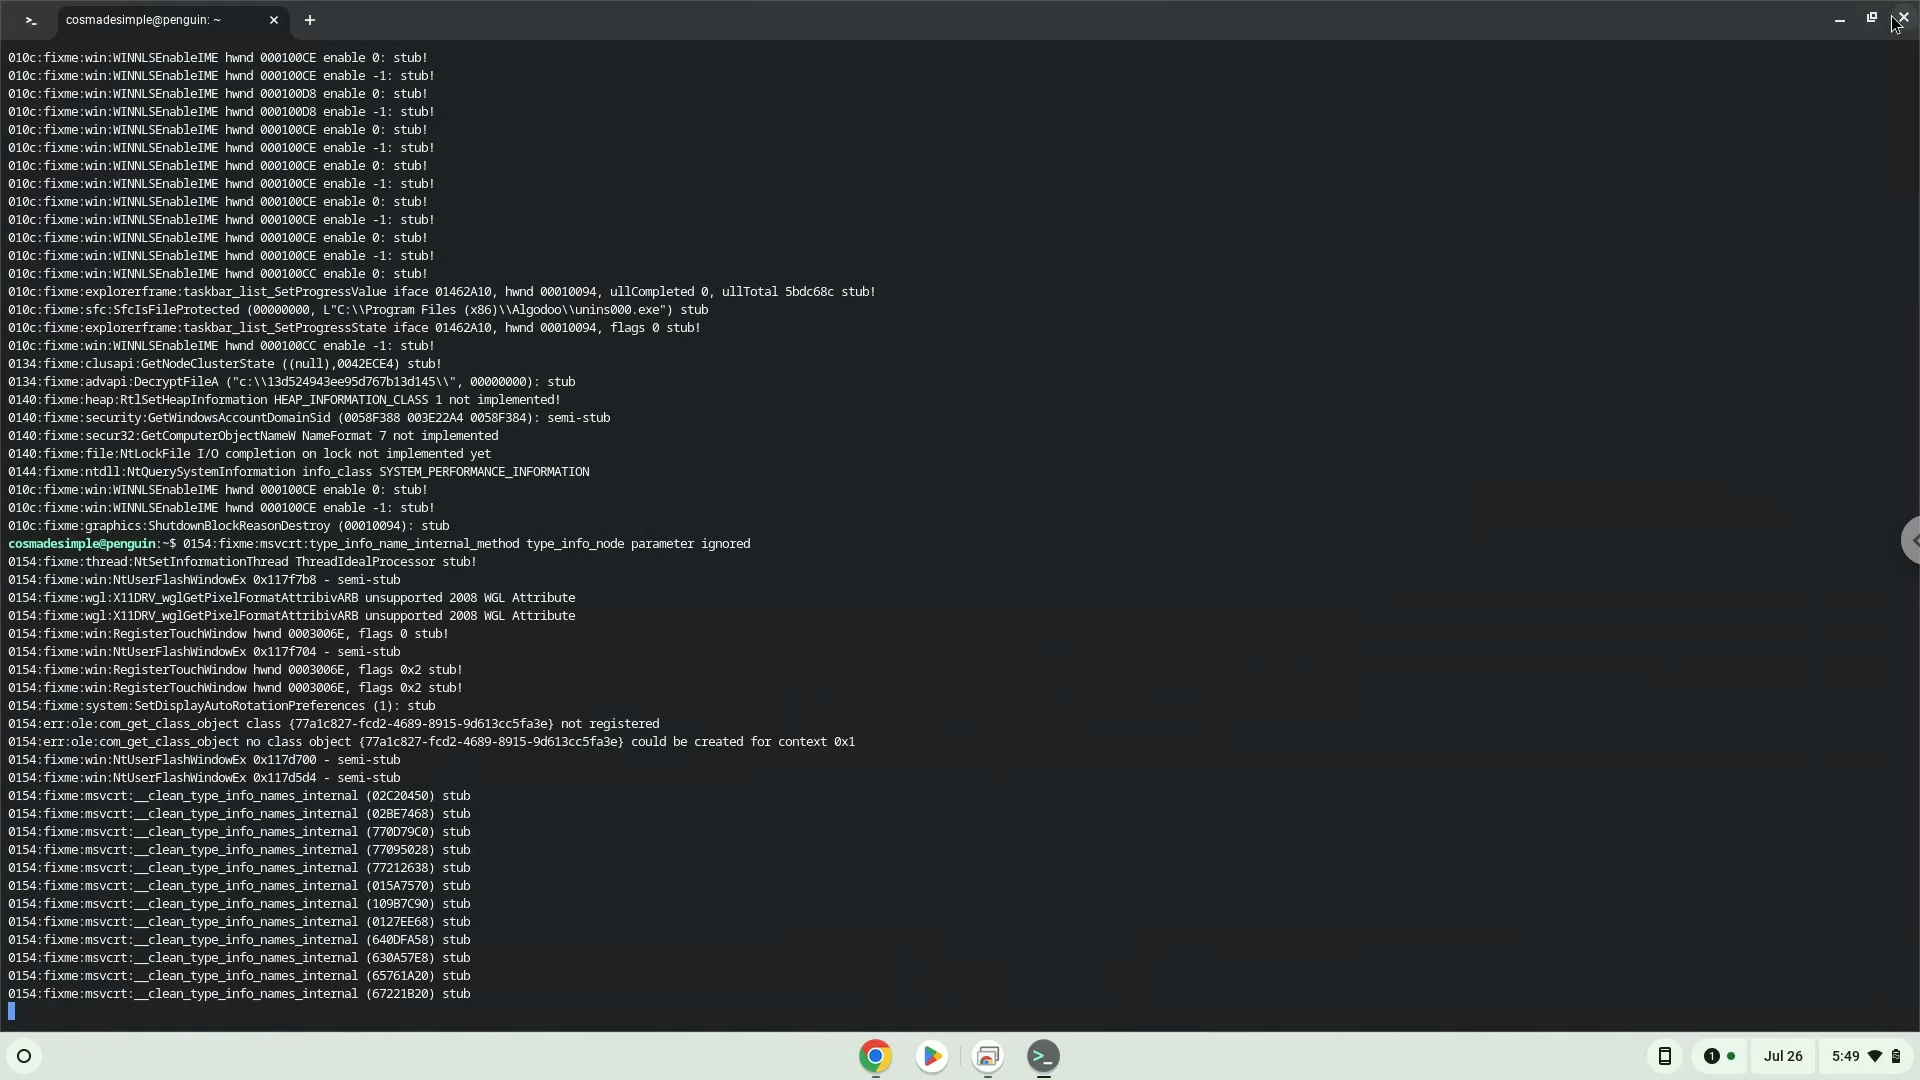 cosmadesimple@penguin: ~
010c:fixme:win:WINNLSEnableIME hwnd 000100CE enable 0: stub!
010c:fixme:win:WINNLSEnableIME hwnd 000100CE enable -1: stub!
010c:fixme:win:WINNLSEnableIME hwnd 000100D8 enable 0: stub!
010c:fixme:win:WINNLSEnableIME hwnd 000100D8 enable -1: stub!
010c:fixme:win:WINNLSEnableIME hwnd 000100CE enable 0: stub!
010c:fixme:win:WINNLSEnableIME hwnd 000100CE enable -1: stub!
010c:fixme:win:WINNLSEnableIME hwnd 000100CE enable 0: stub!
010c:fixme:win:WINNLSEnableIME hwnd 000100CE enable -1: stub!
010c:fixme:win:WINNLSEnableIME hwnd 000100CE enable 0: stub!
010c:fixme:win:WINNLSEnableIME hwnd 000100CE enable -1: stub!
010c:fixme:win:WINNLSEnableIME hwnd 000100CE enable 0: stub!
010c:fixme:win:WINNLSEnableIME hwnd 000100CE enable -1: stub!
010c:fixme:win:WINNLSEnableIME hwnd 000100CC enable 0: stub!
010c:fixme:explorerframe:taskbar_list_SetProgressValue iface 01462A10, hwnd 00010094, ullCompleted 0, ullTotal 5bdc68c stub!
010c:fixme:sfc:SfcIsFileProtected (00000000, L"C:\\Program Files (x86)\\Algodoo\\unins000.exe") stub
010c:fixme:explorerframe:taskbar_list_SetProgressState iface 01462A10, hwnd 00010094, flags 0 stub!
010c:fixme:win:WINNLSEnableIME hwnd 000100CC enable -1: stub!
0134:fixme:clusapi:GetNodeClusterState ((null),0042ECE4) stub!
0134:fixme:advapi:DecryptFileA ("c:\\13d524943ee95d767b13d145\\", 00000000): stub
0140:fixme:heap:RtlSetHeapInformation HEAP_INFORMATION_CLASS 1 not implemented!
0140:fixme:security:GetWindowsAccountDomainSid (0058F388 003E22A4 0058F384): semi-stub
0140:fixme:secur32:GetComputerObjectNameW NameFormat 7 not implemented
0140:fixme:file:NtLockFile I/O completion on lock not implemented yet
0144:fixme:ntdll:NtQuerySystemInformation info_class SYSTEM_PERFORMANCE_INFORMATION
010c:fixme:win:WINNLSEnableIME hwnd 000100CE enable 0: stub!
010c:fixme:win:WINNLSEnableIME hwnd 000100CE enable -1: stub!
010c:fixme:graphics:ShutdownBlockReasonDestroy (00010094): stub
cosmadesimple@penguin:~$ 0154:fixme:msvcrt:type_info_name_internal_method type_info_node parameter ignored
0154:fixme:thread:NtSetInformationThread ThreadIdealProcessor stub!
0154:fixme:win:NtUserFlashWindowEx 0x117f7b8 - semi-stub
0154:fixme:wgl:X11DRV_wglGetPixelFormatAttribivARB unsupported 2008 WGL Attribute
0154:fixme:wgl:X11DRV_wglGetPixelFormatAttribivARB unsupported 2008 WGL Attribute
0154:fixme:win:RegisterTouchWindow hwnd 0003006E, flags 0 stub!
0154:fixme:win:NtUserFlashWindowEx 0x117f704 - semi-stub
0154:fixme:win:RegisterTouchWindow hwnd 0003006E, flags 0x2 stub!
0154:fixme:win:RegisterTouchWindow hwnd 0003006E, flags 0x2 stub!
0154:fixme:system:SetDisplayAutoRotationPreferences (1): stub
0154:err:ole:com_get_class_object class {77a1c827-fcd2-4689-8915-9d613cc5fa3e} not registered
0154:err:ole:com_get_class_object no class object {77a1c827-fcd2-4689-8915-9d613cc5fa3e} could be created for context 0x1
0154:fixme:win:NtUserFlashWindowEx 0x117d700 - semi-stub
0154:fixme:win:NtUserFlashWindowEx 0x117d5d4 - semi-stub
0154:fixme:msvcrt:__clean_type_info_names_internal (02C20450) stub
0154:fixme:msvcrt:__clean_type_info_names_internal (02BE7468) stub
0154:fixme:msvcrt:__clean_type_info_names_internal (770D79C0) stub
0154:fixme:msvcrt:__clean_type_info_names_internal (77095028) stub
0154:fixme:msvcrt:__clean_type_info_names_internal (77212638) stub
0154:fixme:msvcrt:__clean_type_info_names_internal (015A7570) stub
0154:fixme:msvcrt:__clean_type_info_names_internal (109B7C90) stub
0154:fixme:msvcrt:__clean_type_info_names_internal (0127EE68) stub
0154:fixme:msvcrt:__clean_type_info_names_internal (640DFA58) stub
0154:fixme:msvcrt:__clean_type_info_names_internal (630A57E8) stub
0154:fixme:msvcrt:__clean_type_info_names_internal (65761A20) stub
0154:fixme:msvcrt:__clean_type_info_names_internal (67221B20) stub
1 Jul 26 5:49